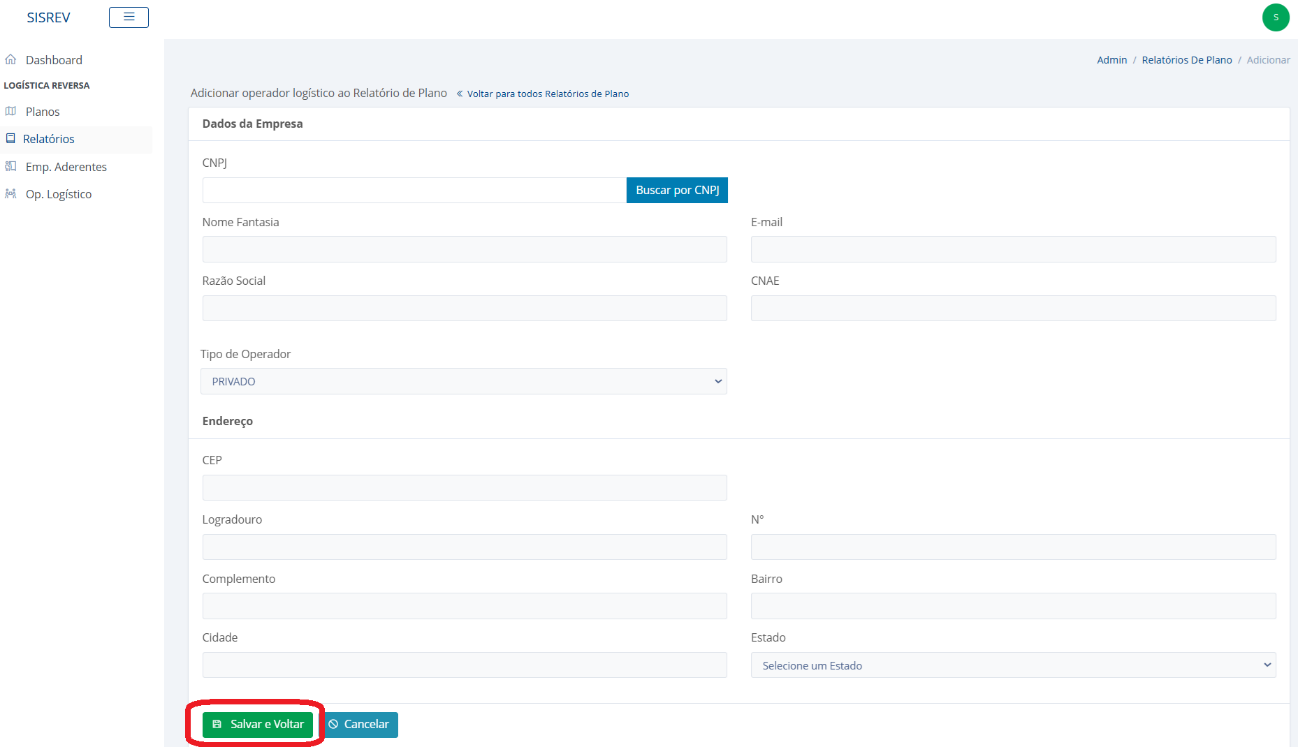 SISREV
S
Dashboard
LOGÍSTICA REVERSA
Planos
Relatórios
Emp. Aderentes
Op. Logístico
Admin / Relatórios De Plano / Adicionar
Adicionar operador logístico ao Relatório de Plano « Voltar para todos Relatórios de Plano
Dados da Empresa
CNPJ
Buscar por CNPJ
Nome Fantasia
E-mail
Razão Social
CNAE
Tipo de Operador
PRIVADO
Endereço
CEP
Logradouro
N°
Complemento
Bairro
Cidade
Estado
Selecione um Estado
Salvar e Voltar
Cancelar